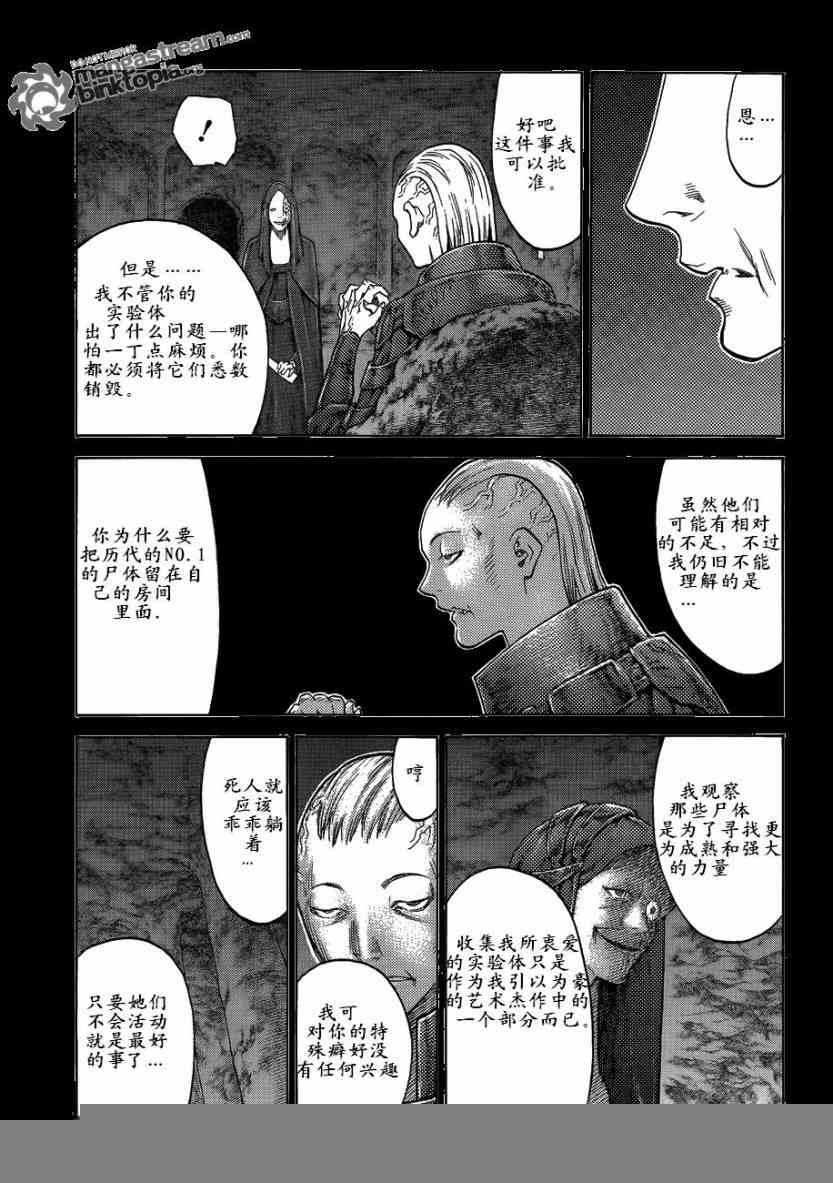 DO NOT MIRROR
mangastream.com
binktopia.org
恩……
好吧
这件事我
可以批
准。
！
但是……
我不管你的
实验体
出了什么问题—哪
怕一丁点麻烦。你
都必须将它们悉数
销毁。
虽然他们
可能有相对
的不足，不过
我仍旧不能
理解的是
…
你为什么要
把历代的NO.1
的尸体留在自
己的房间
里面.
我观察
那些尸体
是为了寻找更
为成熟和强大
的力量
收集我所衷爱
的实验体只是
作为我引以为豪
的艺术杰作中的
一个部分而已。
哼
我可
对你的特
殊癖好没
有任何兴趣
死人就
应该
乖乖躺
着
…
只要她们
不会活动
就是最好
的事了…